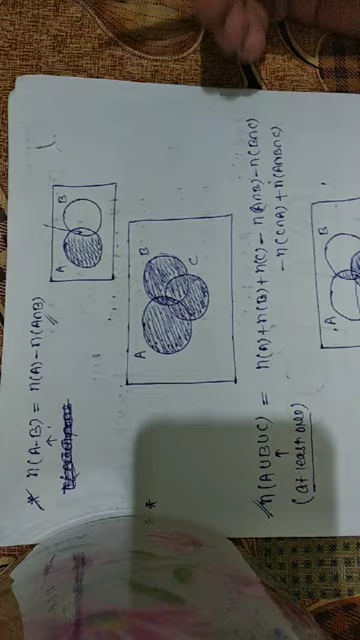 * n(A-B) = n(A) - n(A∩B)
↑
A B
A B C
*
n(A∪B∪C) = n(A) + n(B) + n(C) - n(A∩B) - n(B∩C)
- n(C∩A) + n(A∩B∩C)
↑
(at least one)
A B